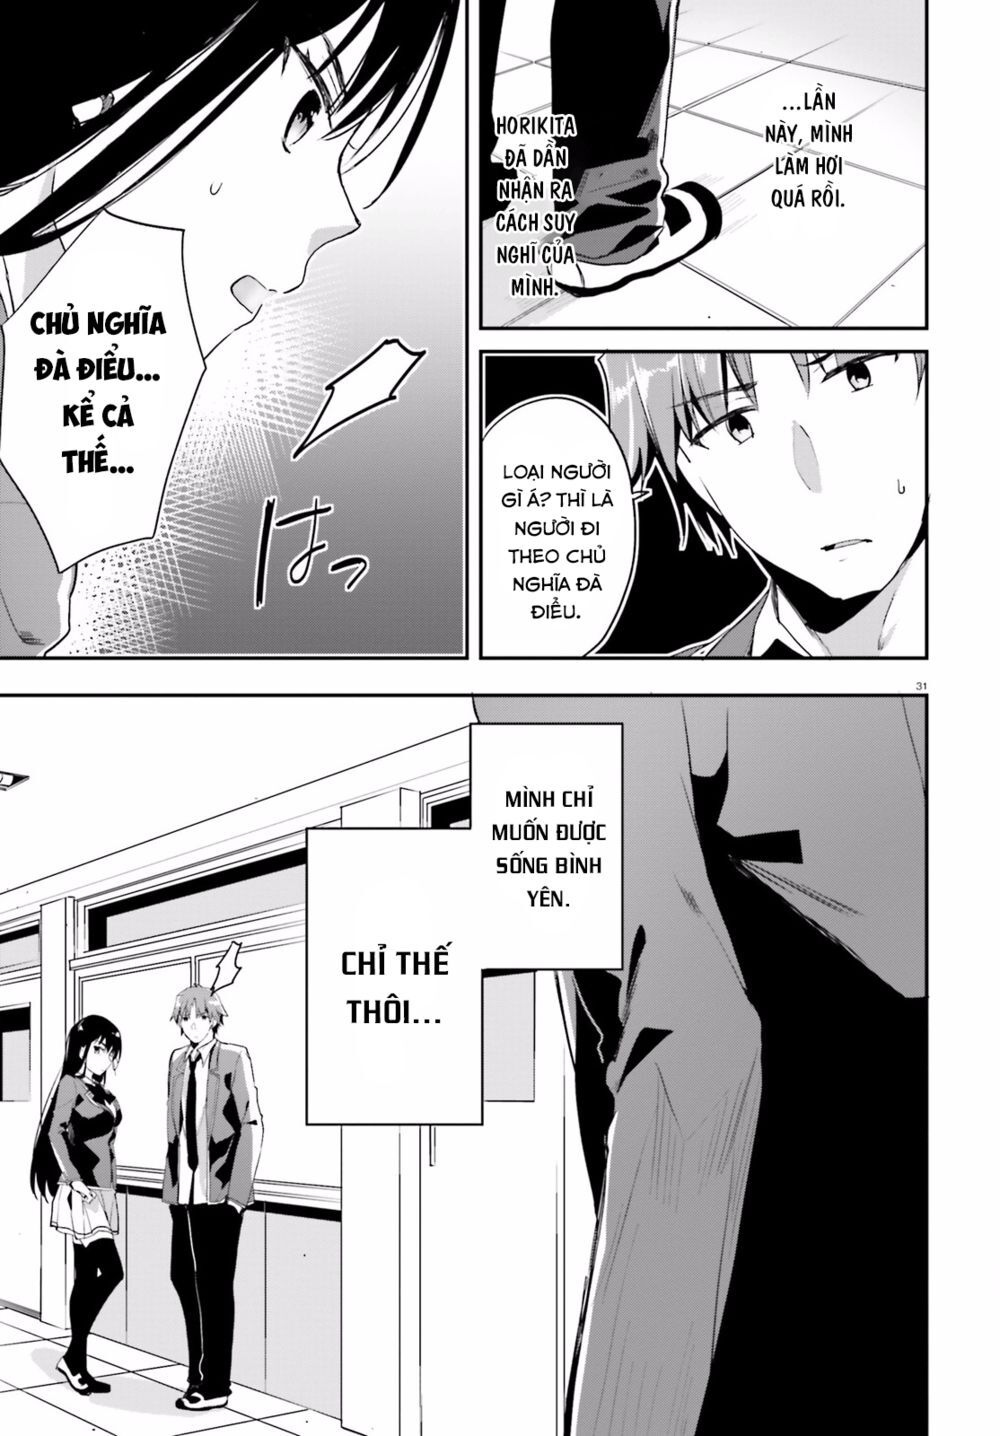 ...LẦN
NÀY, MÌNH
LÀM HƠI
QUÁ RỒI.
HORIKITA
ĐÃ DẦN
NHẬN RA
CÁCH SUY
NGHĨ CỦA
MÌNH.
LOẠI NGƯỜI
GÌ Á? THÌ LÀ
NGƯỜI ĐI
THEO CHỦ
NGHĨA ĐÀ
ĐIỂU.
CHỦ NGHĨA
ĐÀ ĐIỂU...
KỂ CẢ
THẾ...
はっ
31
MÌNH CHỈ
MUỐN ĐƯỢC
SỐNG BÌNH
YÊN.
CHỈ THẾ
THÔI...